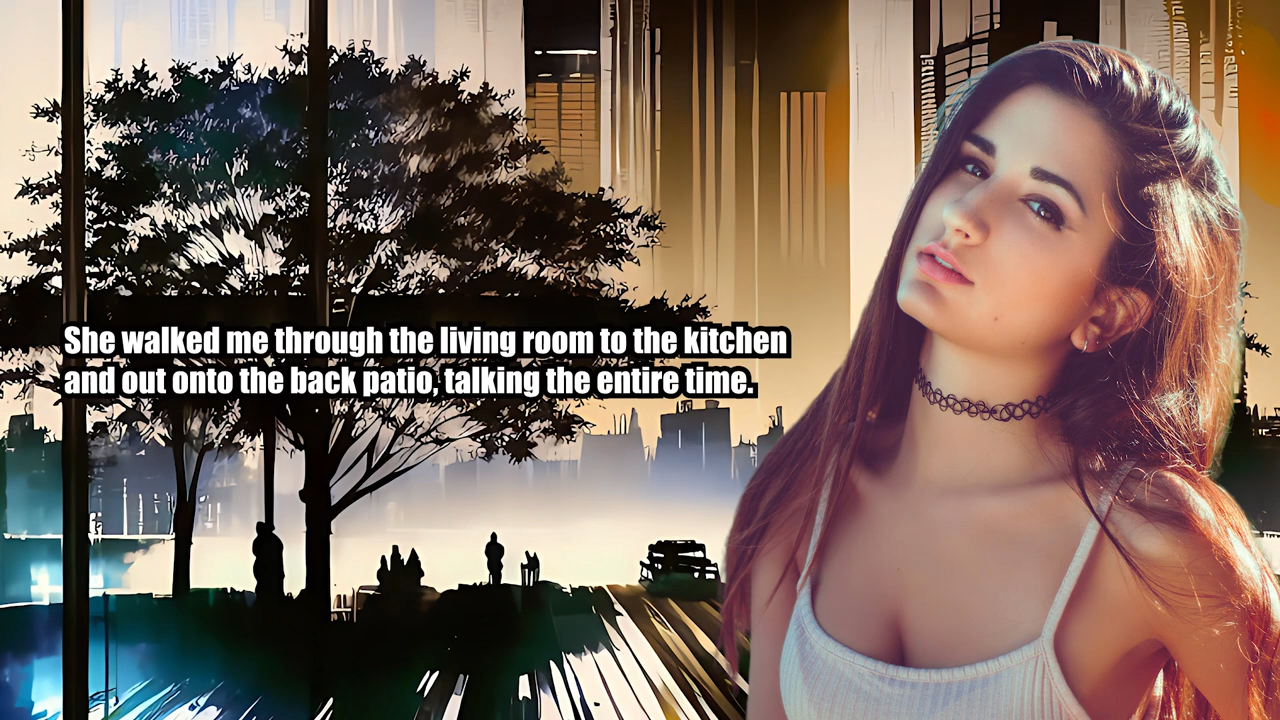 She walked me through the living room to the kitchen
and out onto the back patio, talking the entire time.